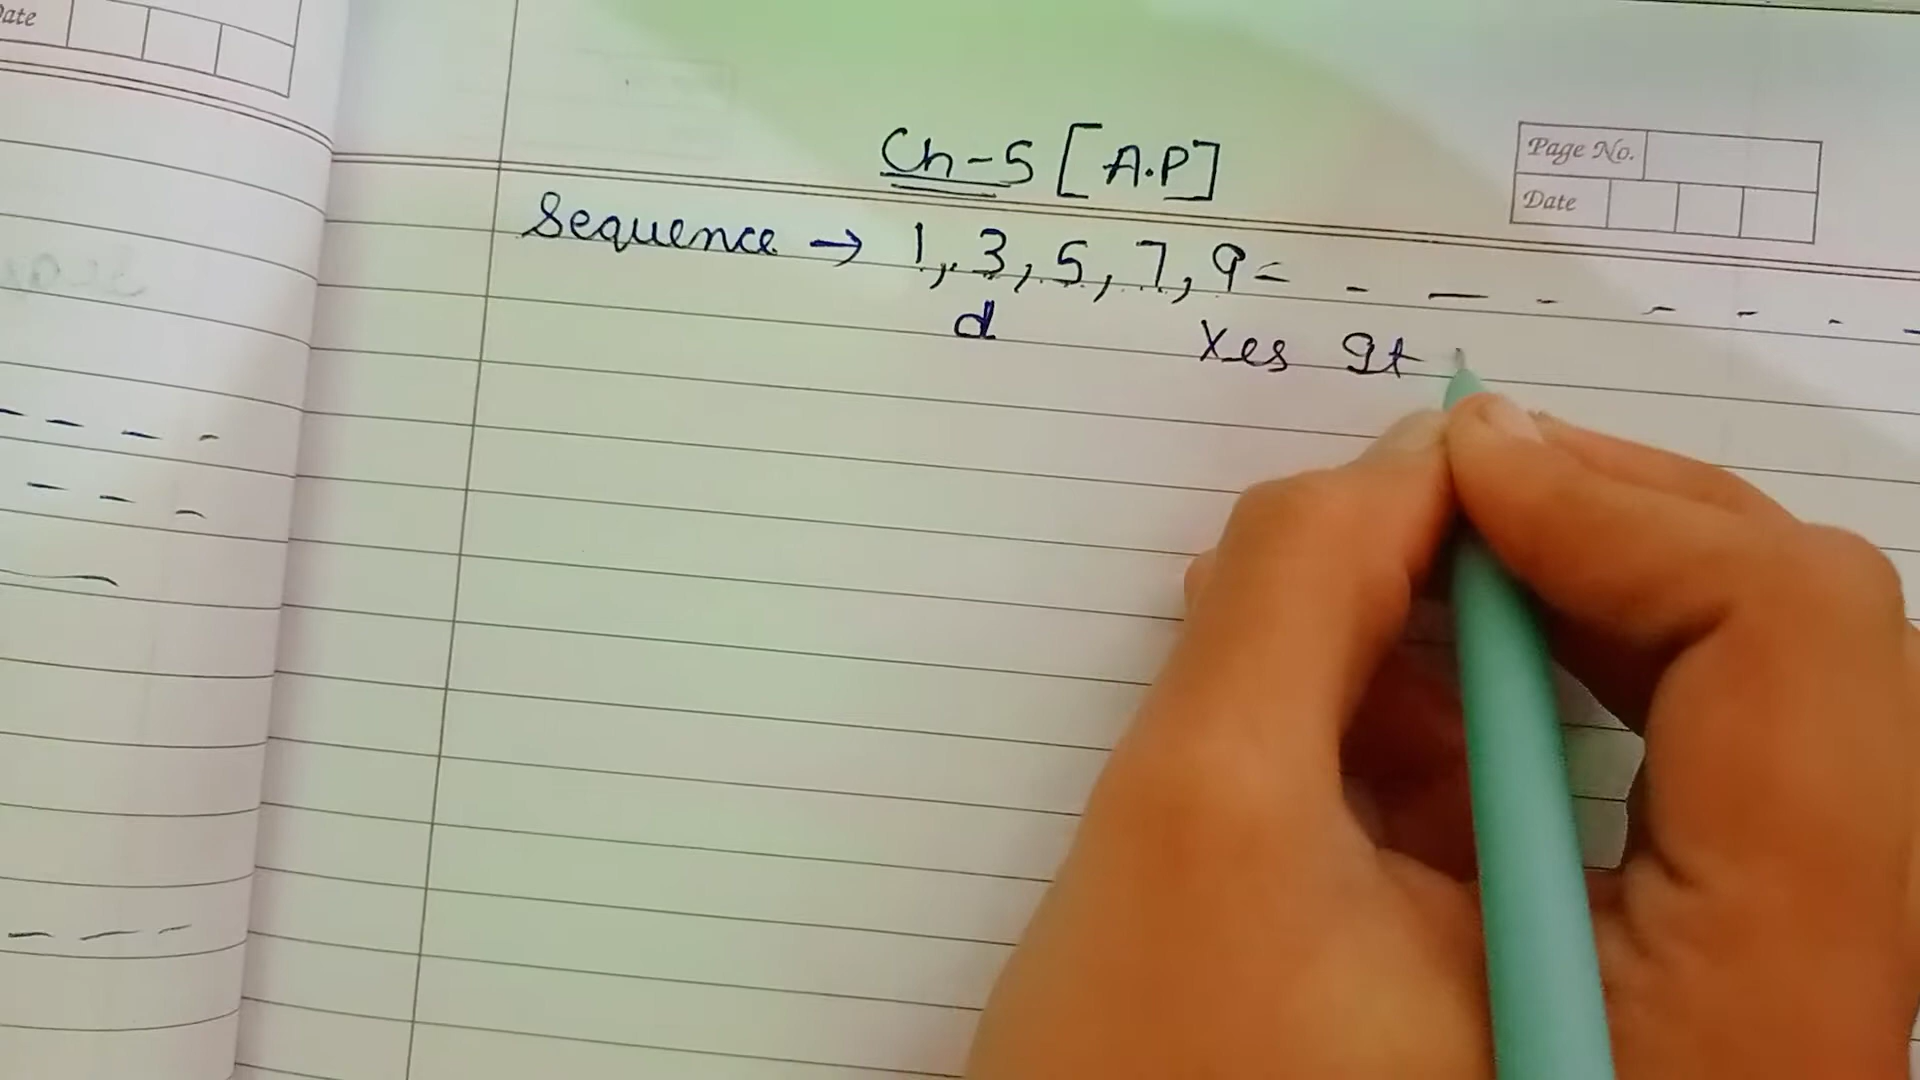 Date
Ch-5 [A.P]
Page No.
Date
Sequence → 1, 3, 5, 7, 9 - - - - - - - -
d Yes It